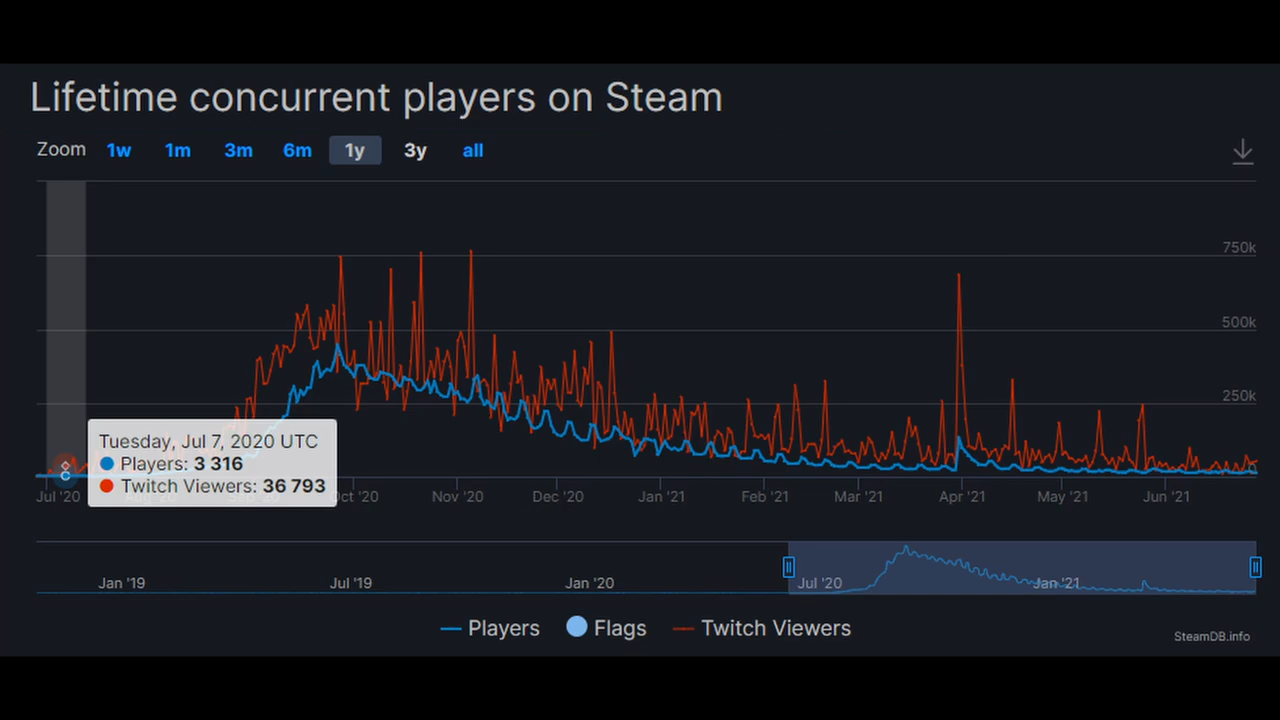 Lifetime concurrent players on Steam
Zoom 1w 1m 3m 6m 1y 3y all
750k
500k
250k
0
Tuesday, Jul 7, 2020 UTC
Players: 3 316
Twitch Viewers: 36 793
C
Jul '20 Oct '20 Nov '20 Dec '20 Jan '21 Feb '21 Mar '21 Apr '21 May '21 Jun '21
Jan '19 Jul '19 Jan '20 Jul '20 Jan '21
Players Flags Twitch Viewers
SteamDB.info